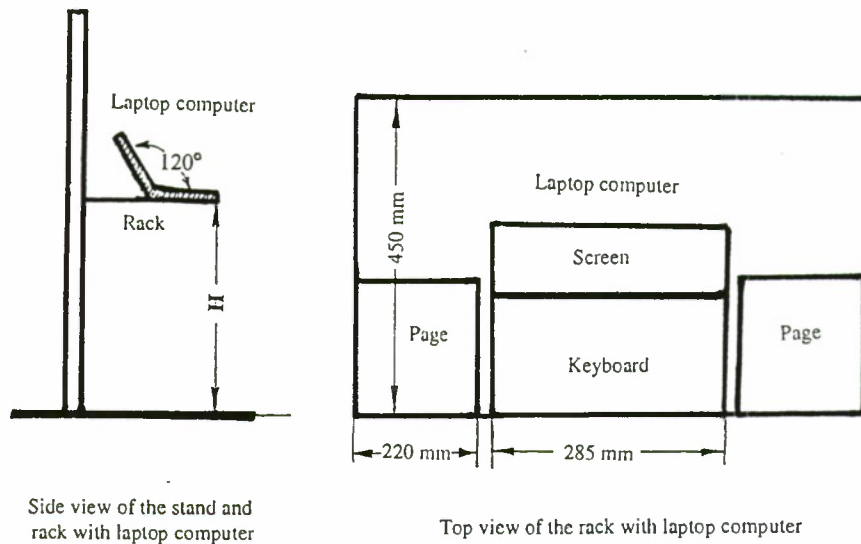 Laptop computer
120°
Rack
H
Side view of the stand and
rack with laptop computer
Laptop computer
450 mm
Screen
Page
Keyboard
Page
220 mm
285 mm
Top view of the rack with laptop computer